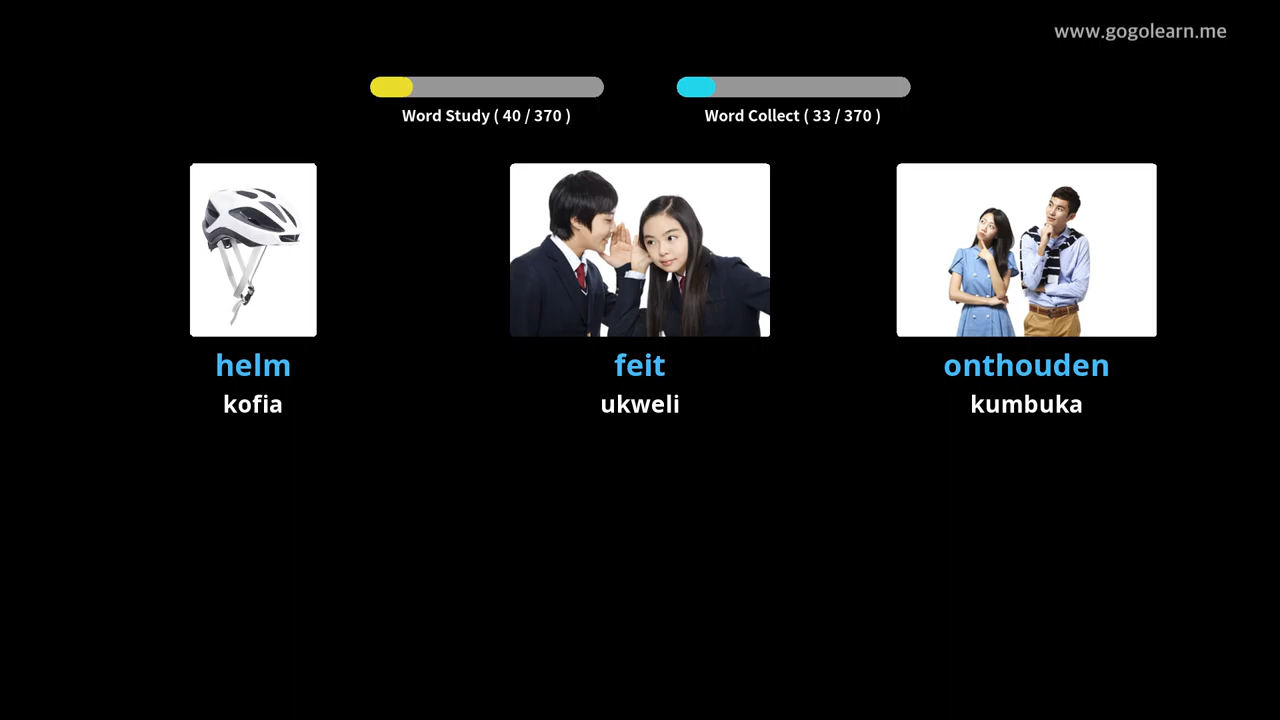 www.gogolearn.me
Word Study ( 40 / 370 )
Word Collect ( 33 / 370 )
helm
kofia
feit
ukweli
onthouden
kumbuka